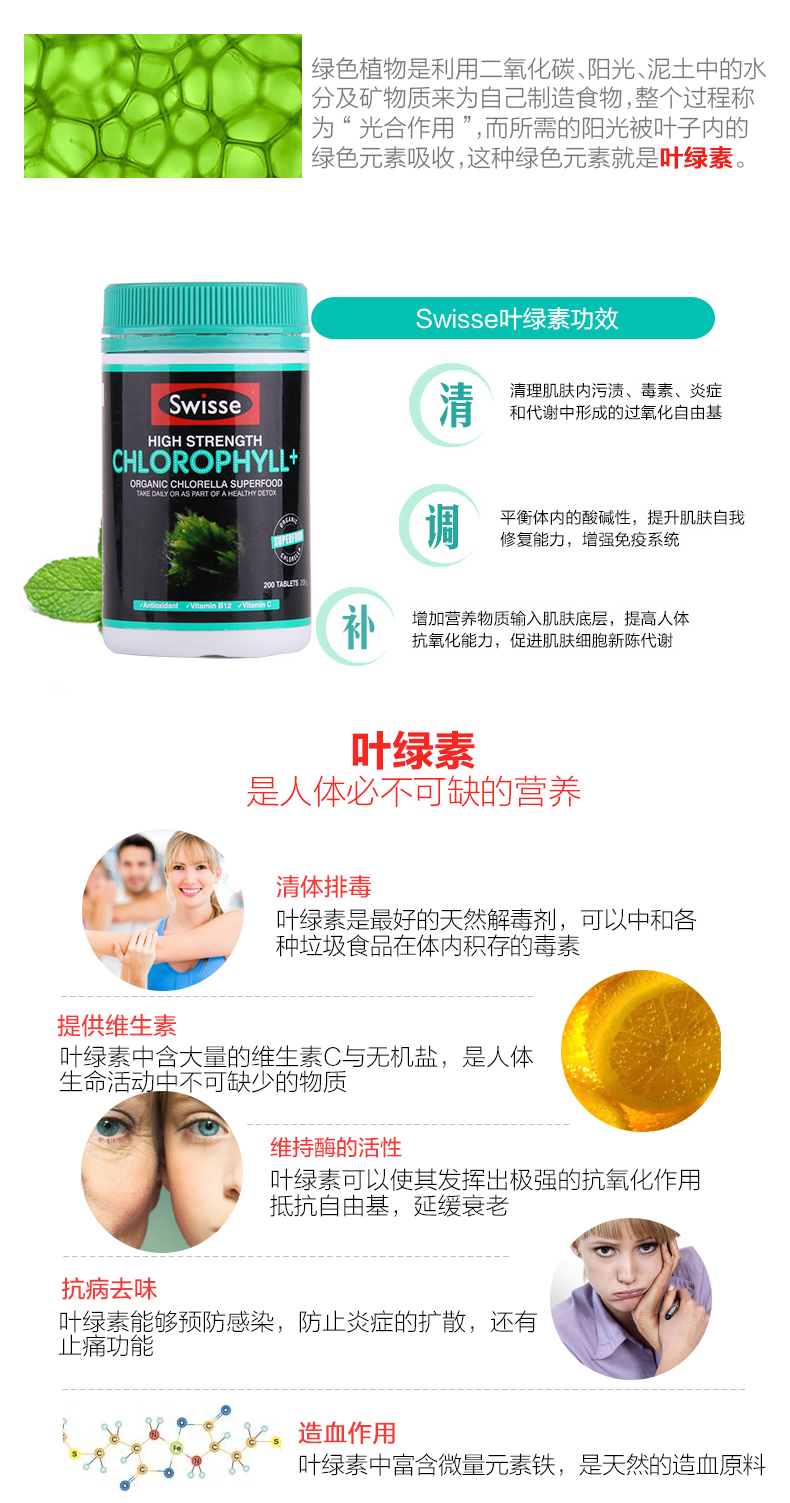 绿色植物是利用二氧化碳、阳光、泥土中的水
分及矿物质来为自己制造食物,整个过程称
为“光合作用”,而所需的阳光被叶子内的
绿色元素吸收,这种绿色元素就是叶绿素。
Swisse叶绿素功效
Swisse
HIGH STRENGTH
CHLOROPHYLL+
ORGANIC CHLORELLA SUPERFOOD
TAKE DAILY OR AS PART OF A HEALTHY DETOX
ORGANIC
SUPERFOOD
CHLORELLA
200 TABLETS
✓Antioxidant ✓Vitamin B12 ✓Vitamin C
清
清理肌肤内污渍、毒素、炎症
和代谢中形成的过氧化自由基
调
平衡体内的酸碱性，提升肌肤自我
修复能力，增强免疫系统
补
增加营养物质输入肌肤底层，提高人体
抗氧化能力，促进肌肤细胞新陈代谢
叶绿素
是人体必不可缺的营养
清体排毒
叶绿素是最好的天然解毒剂，可以中和各
种垃圾食品在体内积存的毒素
提供维生素
叶绿素中含大量的维生素C与无机盐，是人体
生命活动中不可缺少的物质
维持酶的活性
叶绿素可以使其发挥出极强的抗氧化作用
抵抗自由基，延缓衰老
抗病去味
叶绿素能够预防感染，防止炎症的扩散，还有
止痛功能
造血作用
叶绿素中富含微量元素铁，是天然的造血原料